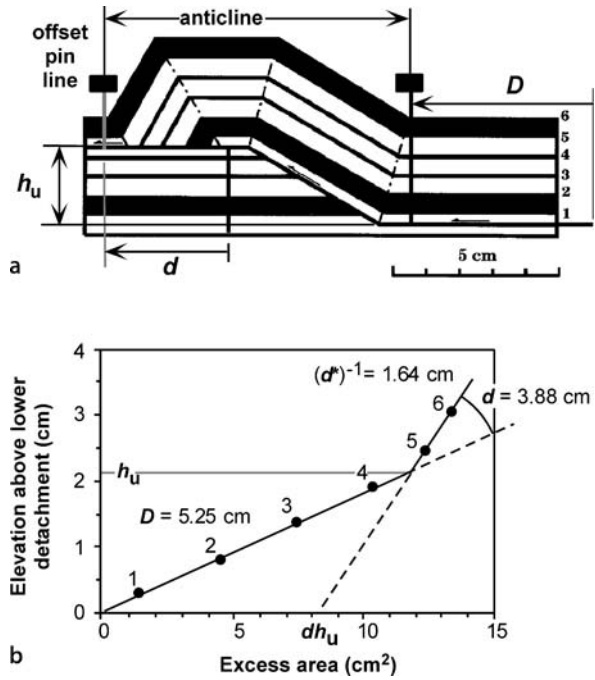 anticline
offset
pin
line
D
6
5
4
3
2
1
hu
d
5 cm
a
4
3
2
1
0
Elevation above lower
detachment (cm)
(d*)-1 = 1.64 cm
d = 3.88 cm
6
5
hu
4
D = 5.25 cm
3
2
1
0
5
dhu
10
15
Excess area (cm2)
b